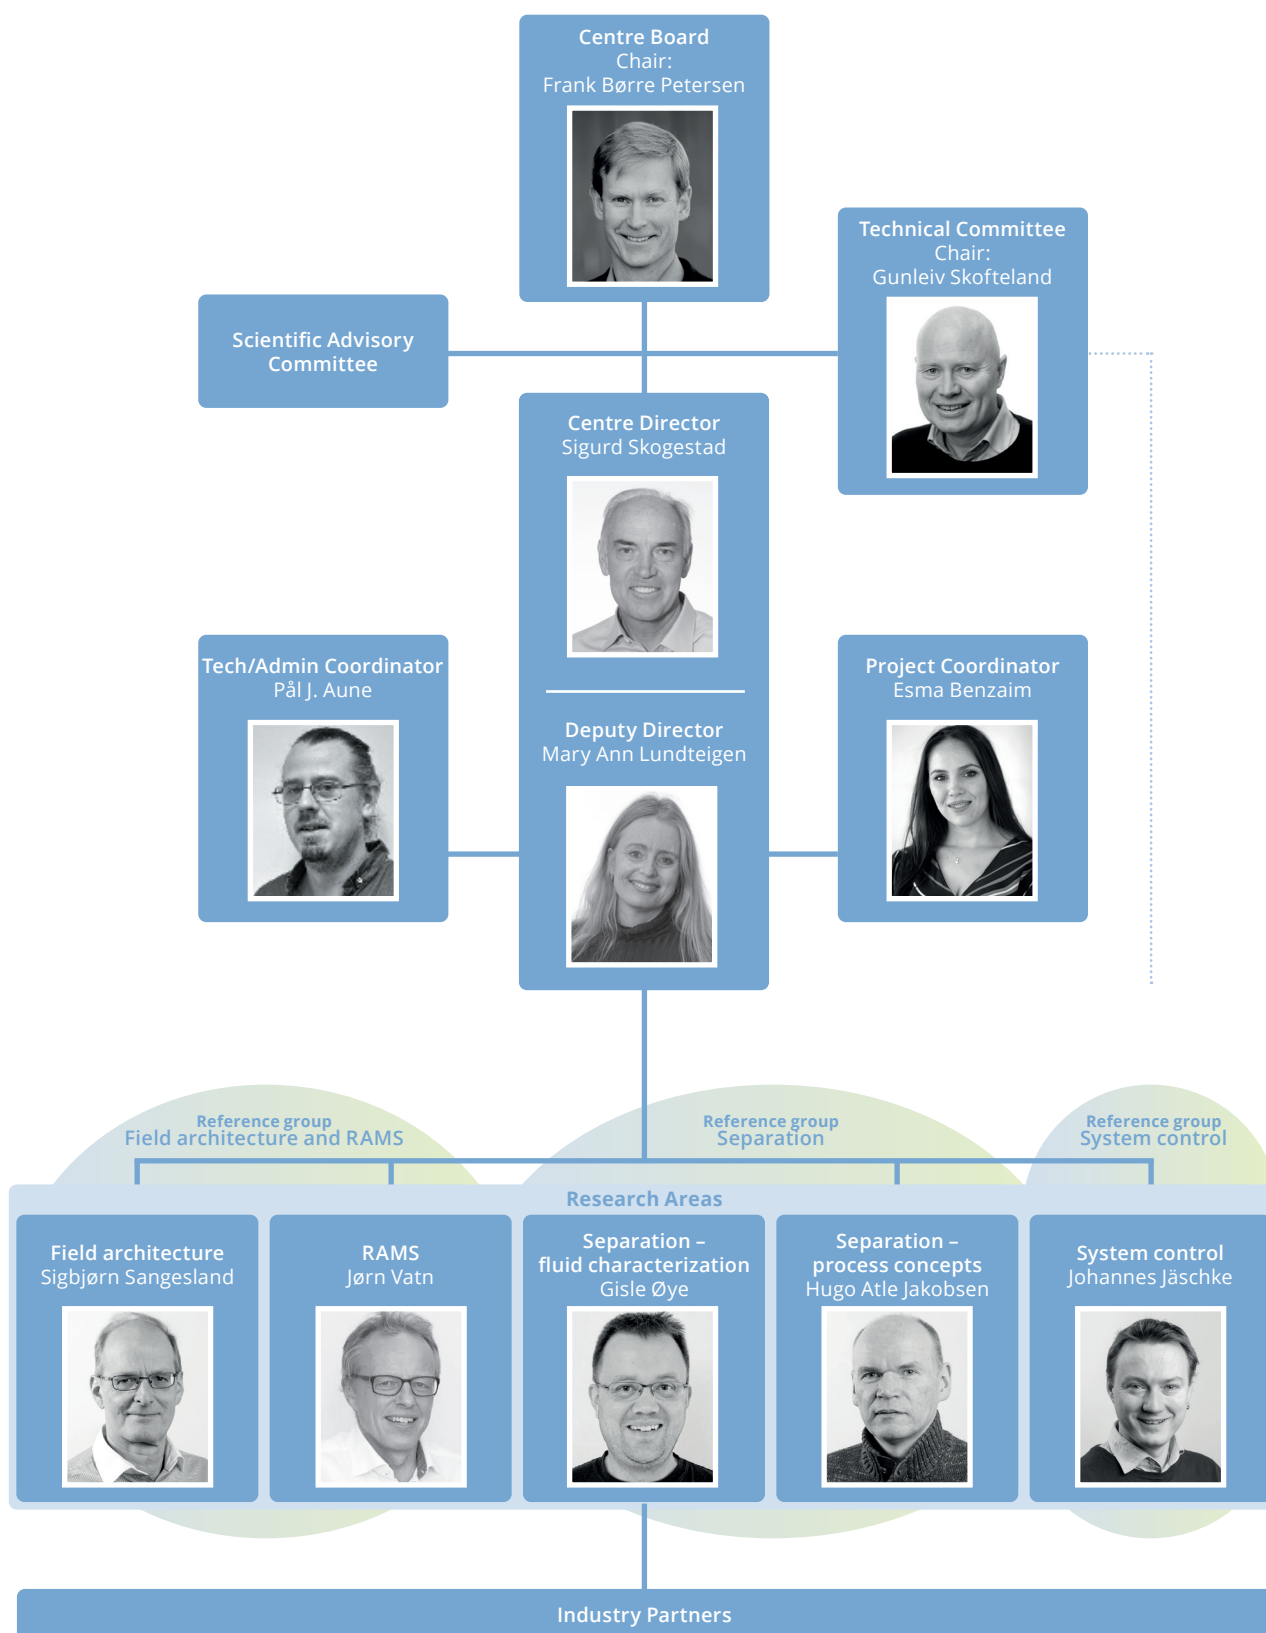 Centre Board
Chair:
Frank Børre Petersen
Technical Committee
Chair:
Gunleiv Skofteland
Scientific Advisory
Committee
Centre Director
Sigurd Skogestad
Tech/Admin Coordinator
Pål J. Aune
Deputy Director
Mary Ann Lundteigen
Project Coordinator
Esma Benzaim
Reference group
Field architecture and RAMS
Reference group
Separation
Reference group
System control
Research Areas
Field architecture
Sigbjørn Sangesland
RAMS
Jørn Vatn
Separation –
fluid characterization
Gisle Øye
Separation –
process concepts
Hugo Atle Jakobsen
System control
Johannes Jäschke
Industry Partners